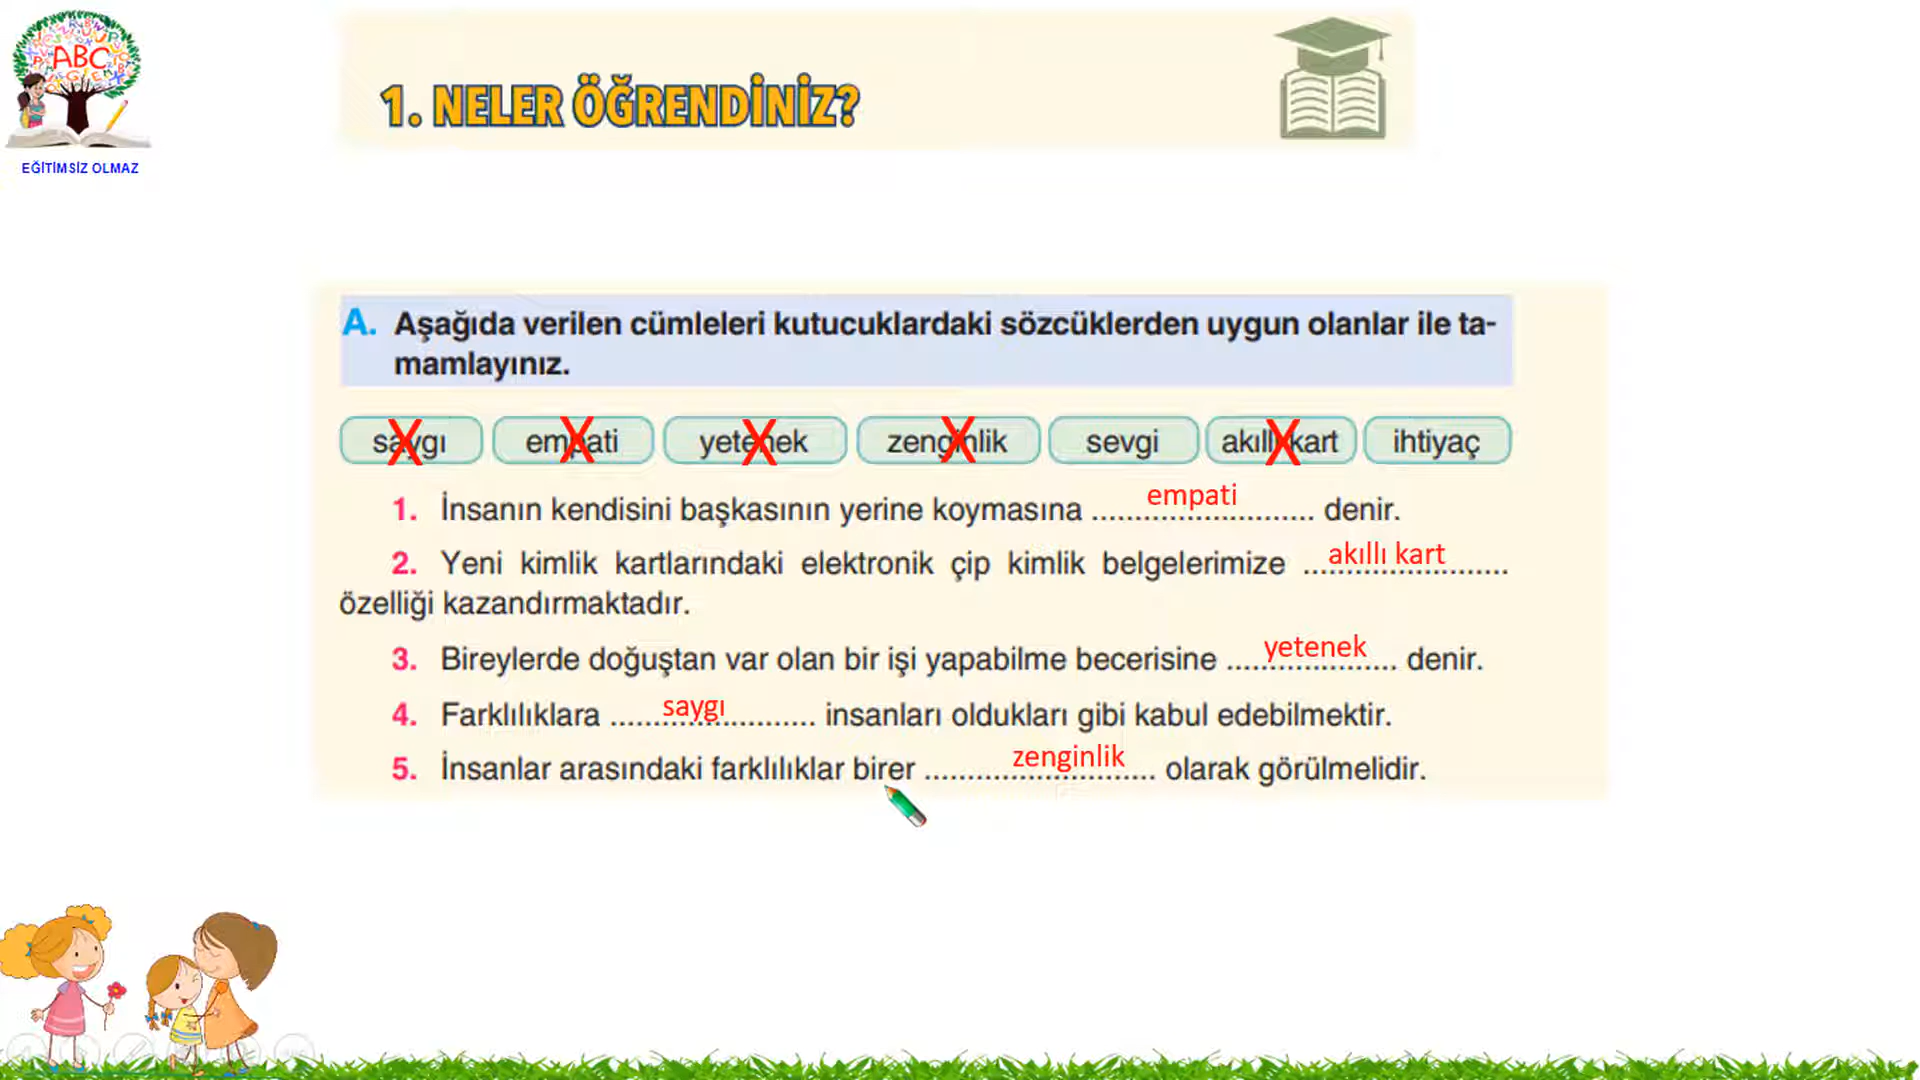 ABC
EĞİTİMSİZ OLMAZ
1. NELER ÖĞRENDİNİZ?
A. Aşağıda verilen cümleleri kutucuklardaki sözcüklerden uygun olanlar ile ta-
mamlayınız.
saygı empati yetenek zenginlik sevgi akıllı kart ihtiyaç
1. İnsanın kendisini başkasının yerine koymasına empati denir.
2. Yeni kimlik kartlarındaki elektronik çip kimlik belgelerimize akıllı kart
özelliği kazandırmaktadır.
3. Bireylerde doğuştan var olan bir işi yapabilme becerisine yetenek denir.
4. Farklılıklara saygı insanları oldukları gibi kabul edebilmektir.
5. İnsanlar arasındaki farklılıklar birer zenginlik olarak görülmelidir.